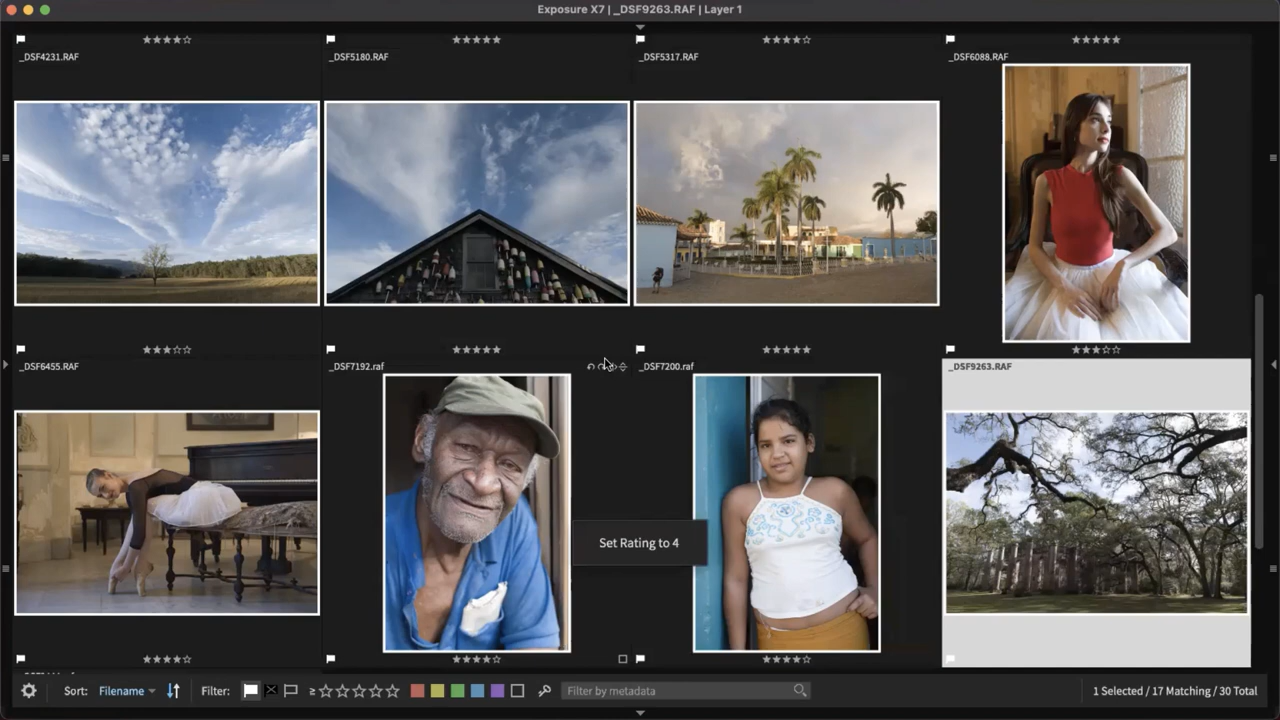 Exposure X7 | _DSF9263.RAF | Layer 1
_DSF4231.RAF
_DSF5180.RAF
_DSF5317.RAF
_DSF6088.RAF
_DSF6455.RAF
_DSF7192.raf
_DSF7200.raf
_DSF9263.RAF
Set Rating to 4
Sort: Filename
Filter:
≥
Filter by metadata
1 Selected / 17 Matching / 30 Total